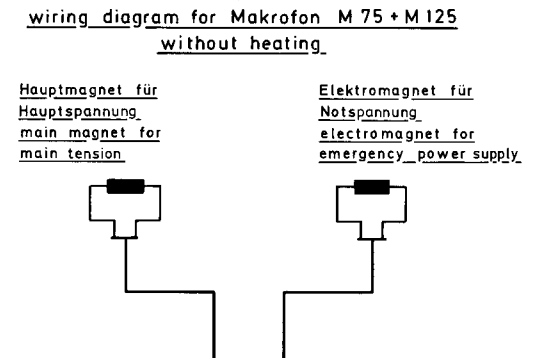 wiring diagram for Makrofon M 75 + M 125
without heating
Hauptmagnet für
Hauptspannung
main magnet for
main tension
Elektromagnet für
Notspannung
electromagnet for
emergency power supply